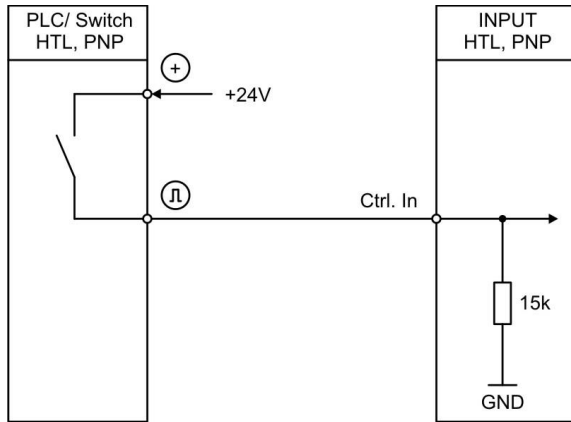 PLC/ Switch
HTL, PNP
INPUT
HTL, PNP
+
+24V
Ctrl. In
15k
GND